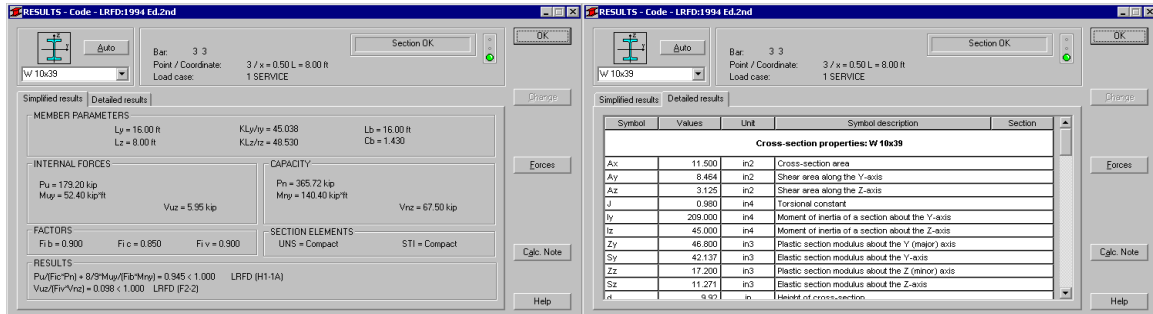 RESULTS - Code - LRFD:1994 Ed.2nd
Auto
W 10x39
Bar: 3 3
Point / Coordinate: 3 / x = 0.50 L = 8.00 ft
Load case: 1 SERVICE
Section OK
OK
Simplified results Detailed results
Change
MEMBER PARAMETERS
Ly = 16.00 ft KLy/ry = 45.038 Lb = 16.00 ft
Lz = 8.00 ft KLz/rz = 48.530 Cb = 1.430
INTERNAL FORCES
Pu = 179.20 kip
Muy = 52.40 kip*ft
Vuz = 5.95 kip
CAPACITY
Pn = 365.72 kip
Mny = 140.40 kip*ft
Vnz = 67.50 kip
Forces
FACTORS
Fi b = 0.900 Fi c = 0.850 Fi v = 0.900
SECTION ELEMENTS
UNS = Compact STI = Compact
Calc. Note
RESULTS
Pu/(Fic*Pn) + 8/9*Muy/(Fib*Mny) = 0.945 < 1.000 LRFD (H1-1A)
Vuz/(Fiv*Vnz) = 0.098 < 1.000 LRFD (F2-2)
Help
RESULTS - Code - LRFD:1994 Ed.2nd
Auto
W 10x39
Bar: 3 3
Point / Coordinate: 3 / x = 0.50 L = 8.00 ft
Load case: 1 SERVICE
Section OK
OK
Simplified results Detailed results
Change
Symbol Values Unit Symbol description Section
Cross-section properties: W 10x39
Ax 11.500 in2 Cross-section area
Ay 8.464 in2 Shear area along the Y-axis
Az 3.125 in2 Shear area along the Z-axis
J 0.980 in4 Torsional constant
Iy 209.000 in4 Moment of inertia of a section about the Y-axis
Iz 45.000 in4 Moment of inertia of a section about the Z-axis
Zy 46.800 in3 Plastic section modulus about the Y (major) axis
Sy 42.137 in3 Elastic section modulus about the Y-axis
Zz 17.200 in3 Plastic section modulus about the Z (minor) axis
Sz 11.271 in3 Elastic section modulus about the Z-axis
d 9.92 in Height of cross-section
Forces
Calc. Note
Help